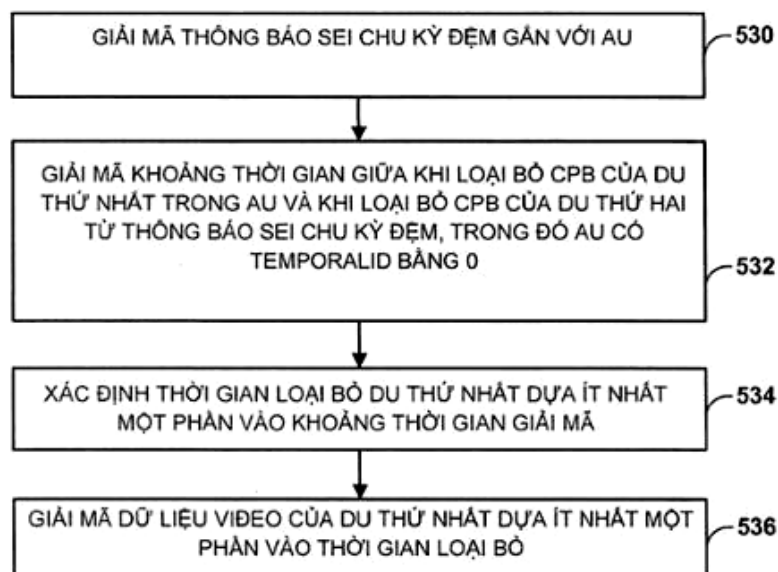 GIẢI MÃ THÔNG BÁO SEI CHU KỲ ĐỆM GẮN VỚI AU
530
GIẢI MÃ KHOẢNG THỜI GIAN GIỮA KHI LOẠI BỎ CPB CỦA DU
THỨ NHẤT TRONG AU VÀ KHI LOẠI BỎ CPB CỦA DU THỨ HAI
TỪ THÔNG BÁO SEI CHU KỲ ĐỆM, TRONG ĐÓ AU CÓ
TEMPORALID BẰNG 0
532
XÁC ĐỊNH THỜI GIAN LOẠI BỎ DU THỨ NHẤT DỰA ÍT NHẤT
MỘT PHẦN VÀO KHOẢNG THỜI GIAN GIẢI MÃ
534
GIẢI MÃ DỮ LIỆU VIĐEO CỦA DU THỨ NHẤT DỰA ÍT NHẤT MỘT
PHẦN VÀO THỜI GIAN LOẠI BỎ
536